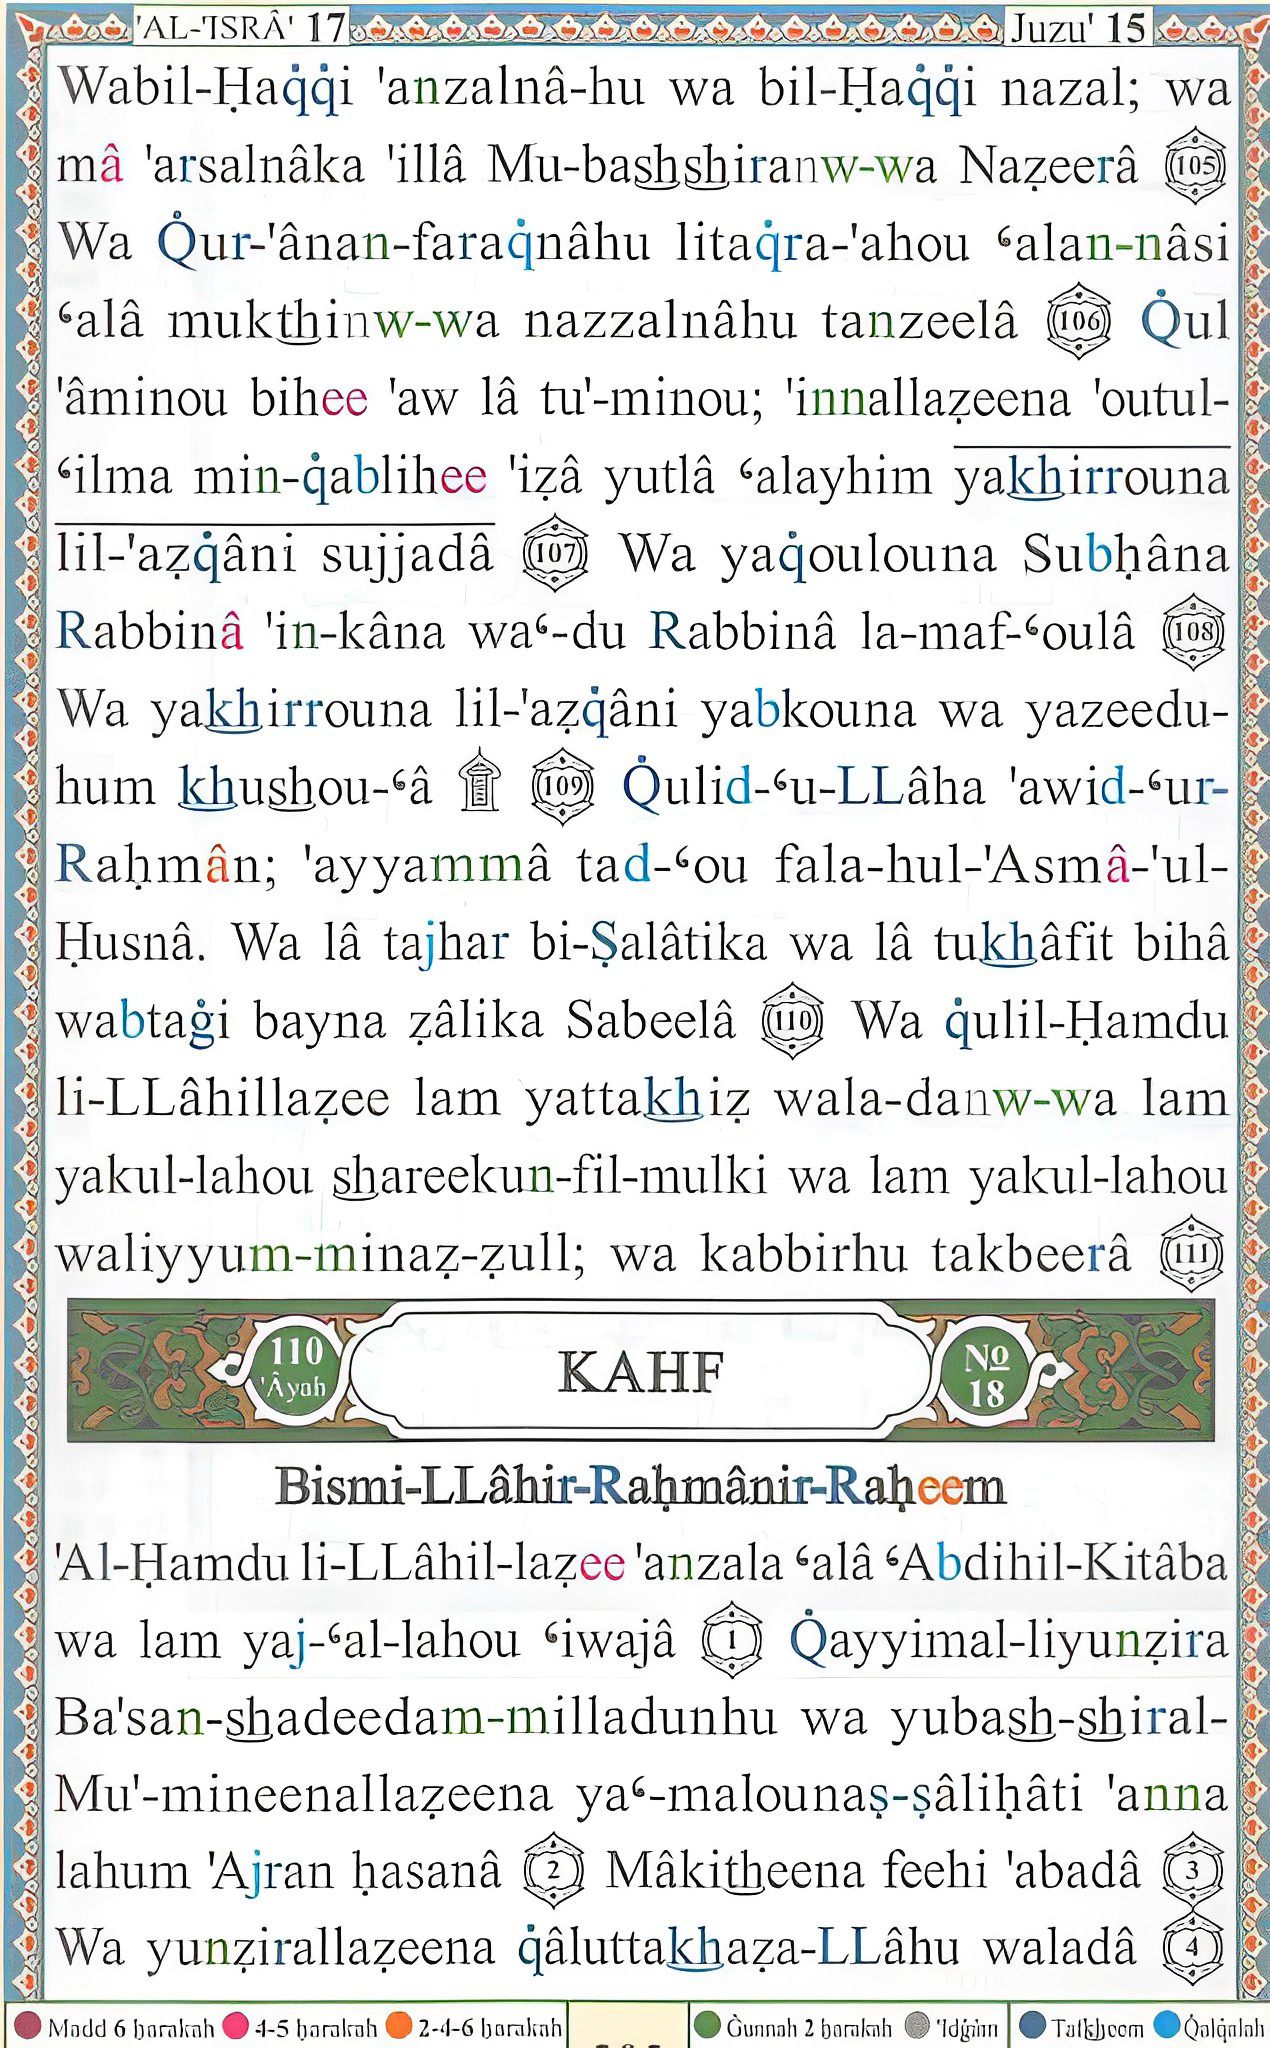 'AL-'ISRÂ' 17
Juzu' 15
Wabil-Ḥaq̇q̇i 'anzalnâ-hu wa bil-Ḥaq̇q̇i nazal; wa
mâ 'arsalnâka 'illâ Mu-bashshiranw-wa Naẓeerâ 105
Wa Q̇ur-'ânan-faraq̇nâhu litaq̇ra-'ahou ʿalan-nâsi
ʿalâ mukthinw-wa nazzalnâhu tanzeelâ 106 Q̇ul
'âminou bihee 'aw lâ tu'-minou; 'innallaẓeena 'outul-
ʿilma min-q̇ablihee 'iẓâ yutlâ ʿalayhim yakhirrouna
lil-'aẓq̇âni sujjadâ 107 Wa yaq̇oulouna Subḥâna
Rabbinâ 'in-kâna waʿ-du Rabbinâ la-maf-ʿoulâ 108
Wa yakhirrouna lil-'aẓq̇âni yabkouna wa yazeedu-
hum khushou-ʿâ 109 Q̇ulid-ʿu-LLâha 'awid-ʿur-
Raḥmân; 'ayyammâ tad-ʿou fala-hul-'Asmâ-'ul-
Ḥusnâ. Wa lâ tajhar bi-Ṣalâtika wa lâ tukhâfit bihâ
wabtaġi bayna ẓâlika Sabeelâ 110 Wa q̇ulil-Ḥamdu
li-LLâhillaẓee lam yattakhiẓ wala-danw-wa lam
yakul-lahou shareekun-fil-mulki wa lam yakul-lahou
waliyyum-minaẓ-ẓull; wa kabbirhu takbeerâ 111
110 'Âyah
KAHF
No 18
Bismi-LLâhir-Raḥmânir-Raḥeem
'Al-Ḥamdu li-LLâhil-laẓee 'anzala ʿalâ ʿAbdihil-Kitâba
wa lam yaj-ʿal-lahou ʿiwajâ 1 Q̇ayyimal-liyunẓira
Ba'san-shadeedam-milladunhu wa yubash-shiral-
Mu'-mineenallaẓeena yaʿ-malounaṣ-ṣâliḥâti 'anna
lahum 'Ajran ḥasanâ 2 Mâkitheena feehi 'abadâ 3
Wa yunẓirallaẓeena q̇âluttakhaẓa-LLâhu waladâ 4
Madd 6 ḥarakah 4-5 ḥarakah 2-4-6 ḥarakah
Ġunnah 2 ḥarakah 'Idġâm Tafkheem Q̇alq̇alah